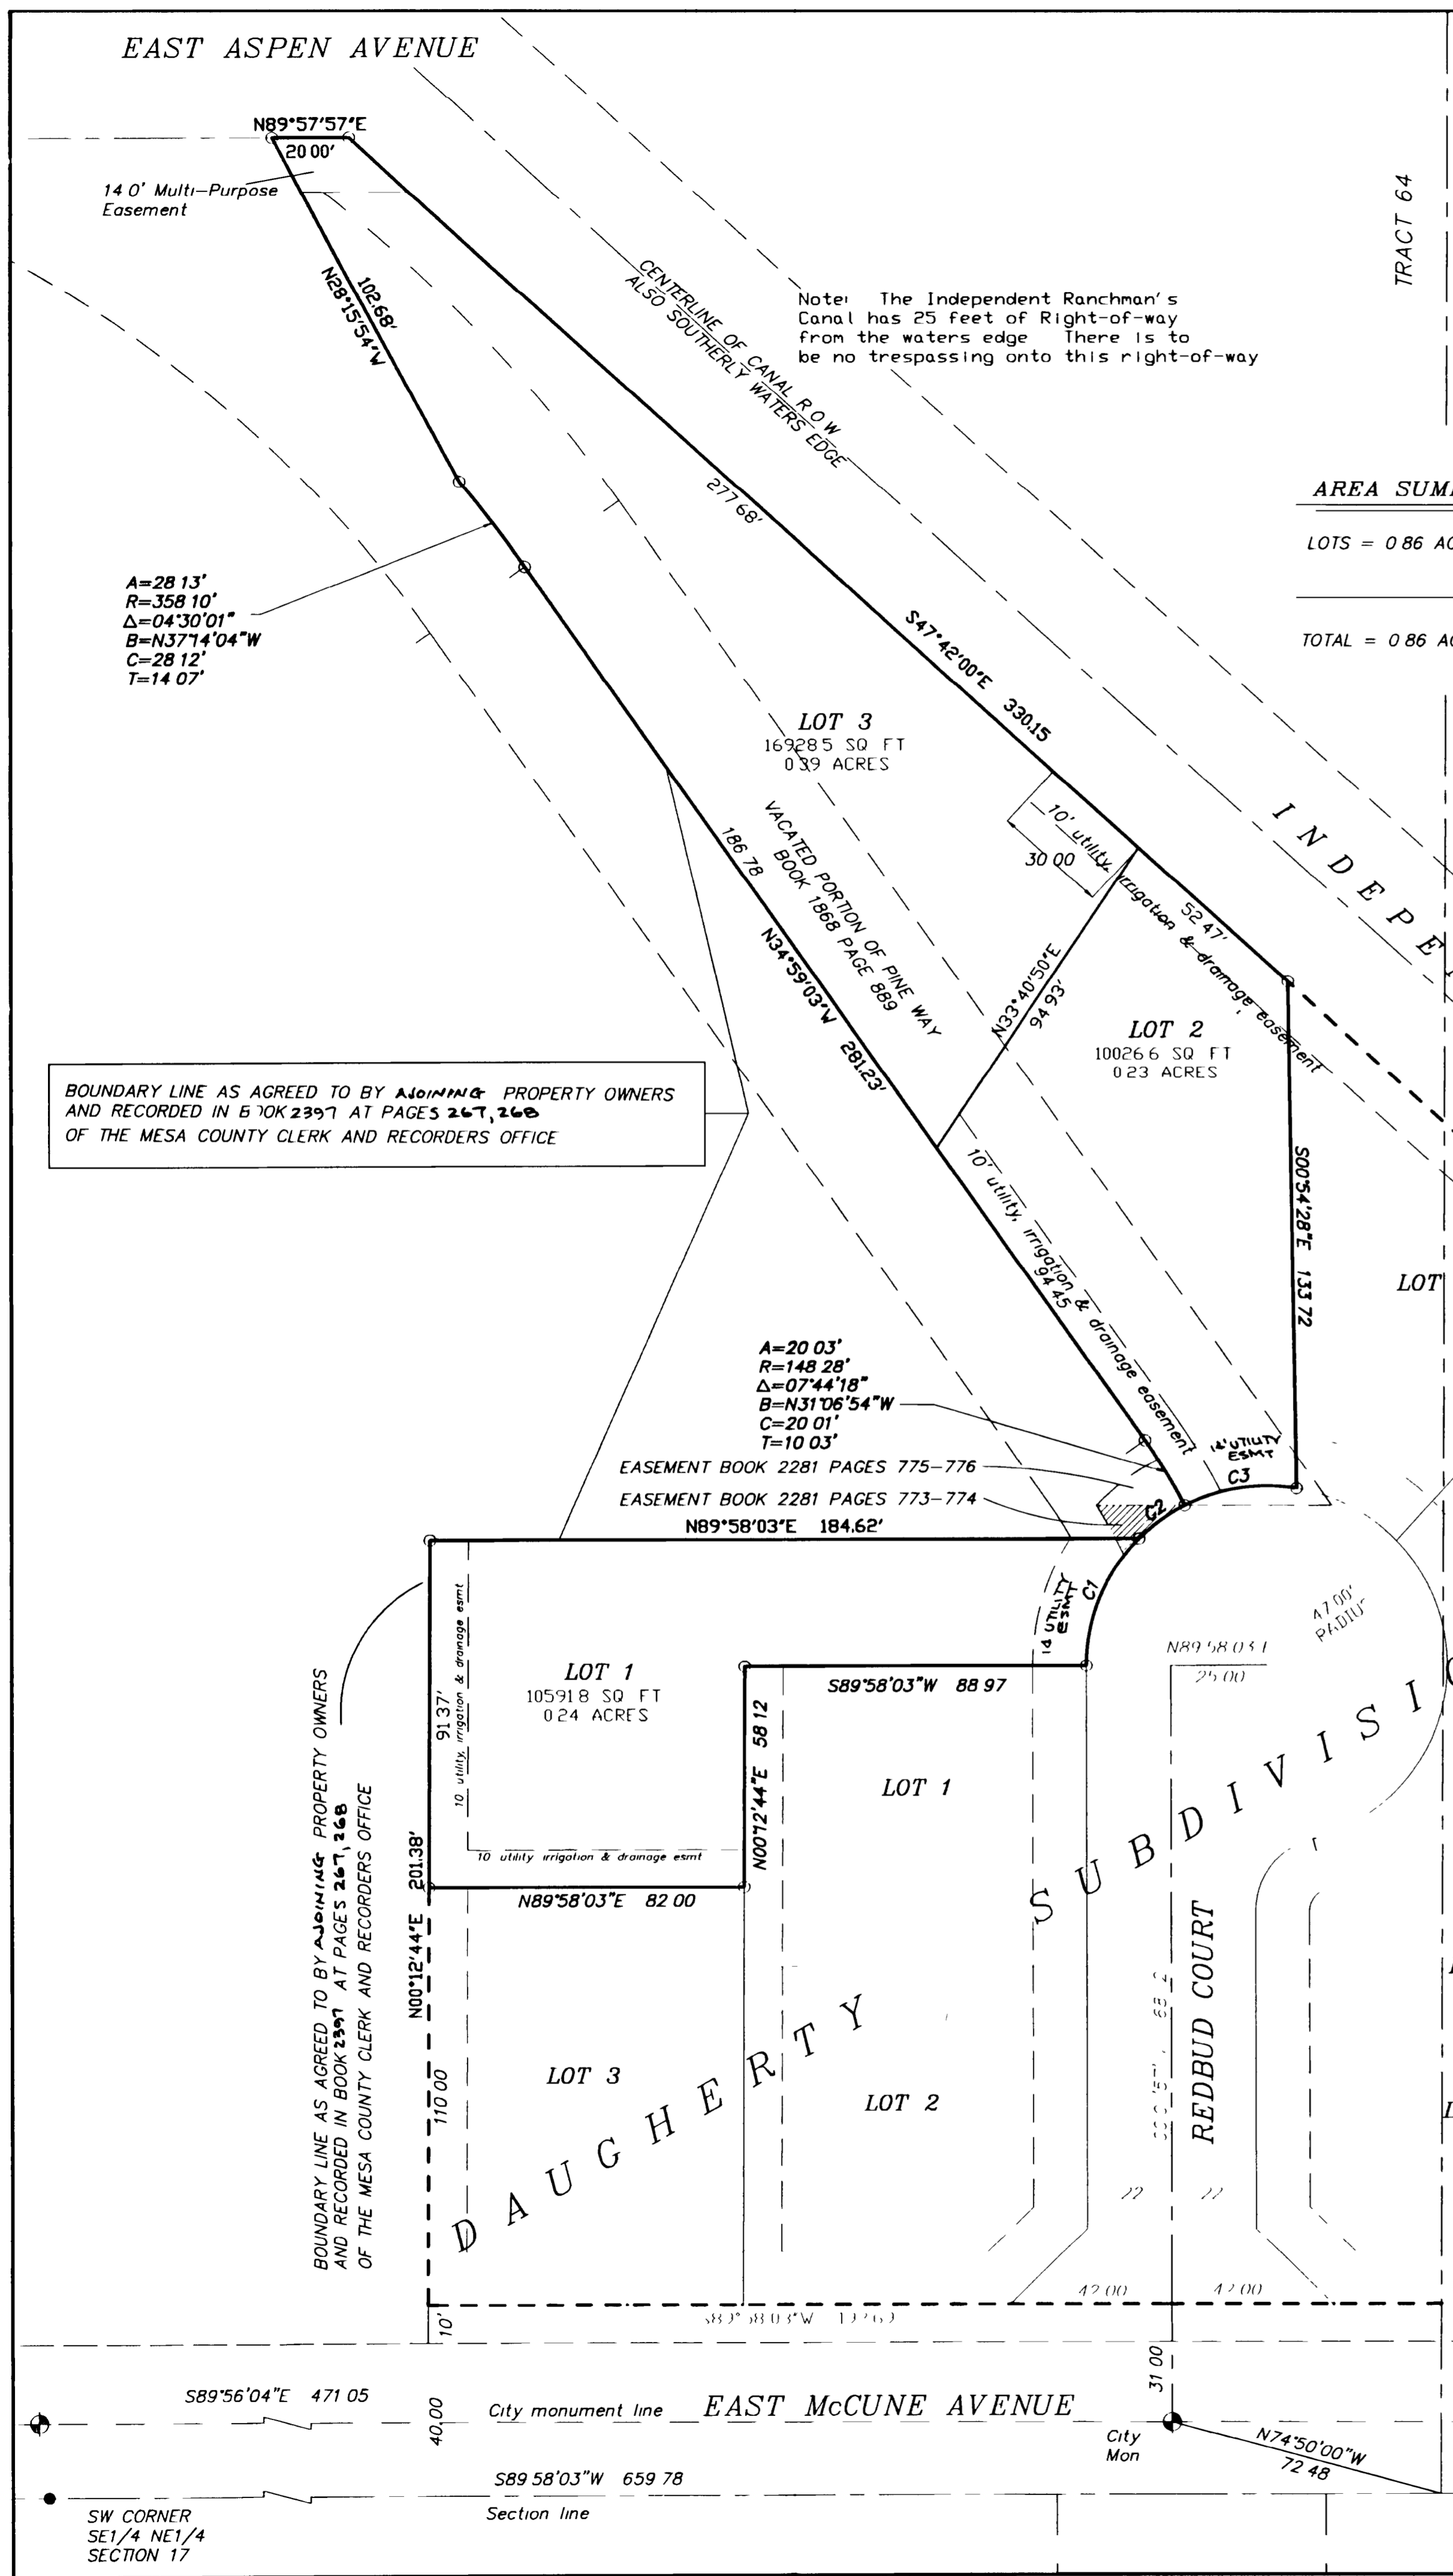 EAST ASPEN AVENUE
N89°57'57"E
20 00'
14 0' Multi-Purpose
Easement
102.68'
N28°15'54"W
TRACT 64
CENTERLINE OF CANAL R O W
ALSO SOUTHERLY WATERS EDGE
Note: The Independent Ranchman's
Canal has 25 feet of Right-of-way
from the waters edge There is to
be no trespassing onto this right-of-way
277 68'
AREA SUM
LOTS = 0 86 AC
TOTAL = 0 86 AC
A=28 13'
R=358 10'
Δ=04°30'01"
B=N37°14'04"W
C=28 12'
T=14 07'
S47°42'00"E 330.15
LOT 3
16928 5 SQ FT
0 39 ACRES
10' utility, irrigation & drainage easement
30 00
52 47'
I N D E P E
186 78
VACATED PORTION OF PINE WAY
BOOK 1868 PAGE 889
N34°59'03"W 281.23'
N33°40'50"E
94 93'
LOT 2
10026 6 SQ FT
0 23 ACRES
BOUNDARY LINE AS AGREED TO BY AJOINING PROPERTY OWNERS
AND RECORDED IN BOOK 2397 AT PAGES 267, 268
OF THE MESA COUNTY CLERK AND RECORDERS OFFICE
10' utility, irrigation & drainage easement
94 45
S00°54'28"E 133 72
LOT
A=20 03'
R=148 28'
Δ=07°44'18"
B=N31°06'54"W
C=20 01'
T=10 03'
EASEMENT BOOK 2281 PAGES 775-776
EASEMENT BOOK 2281 PAGES 773-774
14' UTILITY
ESMT
C3
C2
C1
N89°58'03"E 184.62'
14 UTILITY
ESMT
47 00'
RADIU
N89 58 03
25 00
10 utility, irrigation & drainage esmt
91 37'
LOT 1
10591 8 SQ FT
0 24 ACRES
S89°58'03"W 88 97
N00°12'44"E 58 12
LOT 1
10 utility irrigation & drainage esmt
N89°58'03"E 82 00
BOUNDARY LINE AS AGREED TO BY AJOINING PROPERTY OWNERS
AND RECORDED IN BOOK 2397 AT PAGES 267, 268
OF THE MESA COUNTY CLERK AND RECORDERS OFFICE
N00°12'44"E 201.38'
110 00
S U B D I V I S I
D A U G H E R T Y
LOT 3
LOT 2
REDBUD COURT
22 22
42 00 42 00
10'
31 00
S89°56'04"E 471 05
40.00
City monument line
EAST McCUNE AVENUE
City
Mon
N74°50'00"W
72 48
S89 58'03"W 659 78
Section line
SW CORNER
SE1/4 NE1/4
SECTION 17